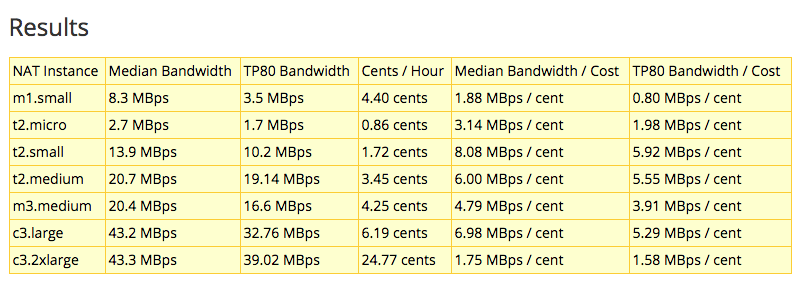 Results
NAT Instance Median Bandwidth TP80 Bandwidth Cents / Hour Median Bandwidth / Cost TP80 Bandwidth / Cost
m1.small 8.3 MBps 3.5 MBps 4.40 cents 1.88 MBps / cent 0.80 MBps / cent
t2.micro 2.7 MBps 1.7 MBps 0.86 cents 3.14 MBps / cent 1.98 MBps / cent
t2.small 13.9 MBps 10.2 MBps 1.72 cents 8.08 MBps / cent 5.92 MBps / cent
t2.medium 20.7 MBps 19.14 MBps 3.45 cents 6.00 MBps / cent 5.55 MBps / cent
m3.medium 20.4 MBps 16.6 MBps 4.25 cents 4.79 MBps / cent 3.91 MBps / cent
c3.large 43.2 MBps 32.76 MBps 6.19 cents 6.98 MBps / cent 5.29 MBps / cent
c3.2xlarge 43.3 MBps 39.02 MBps 24.77 cents 1.75 MBps / cent 1.58 MBps / cent